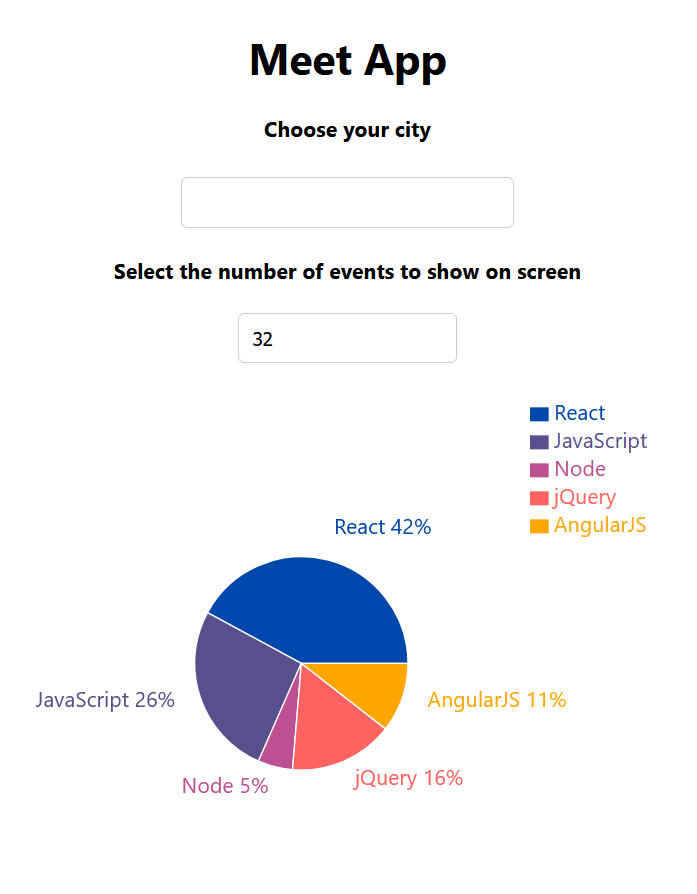 Meet App
Choose your city
Select the number of events to show on screen
32
React
JavaScript
Node
jQuery
AngularJS
React 42%
JavaScript 26%
AngularJS 11%
Node 5%
jQuery 16%